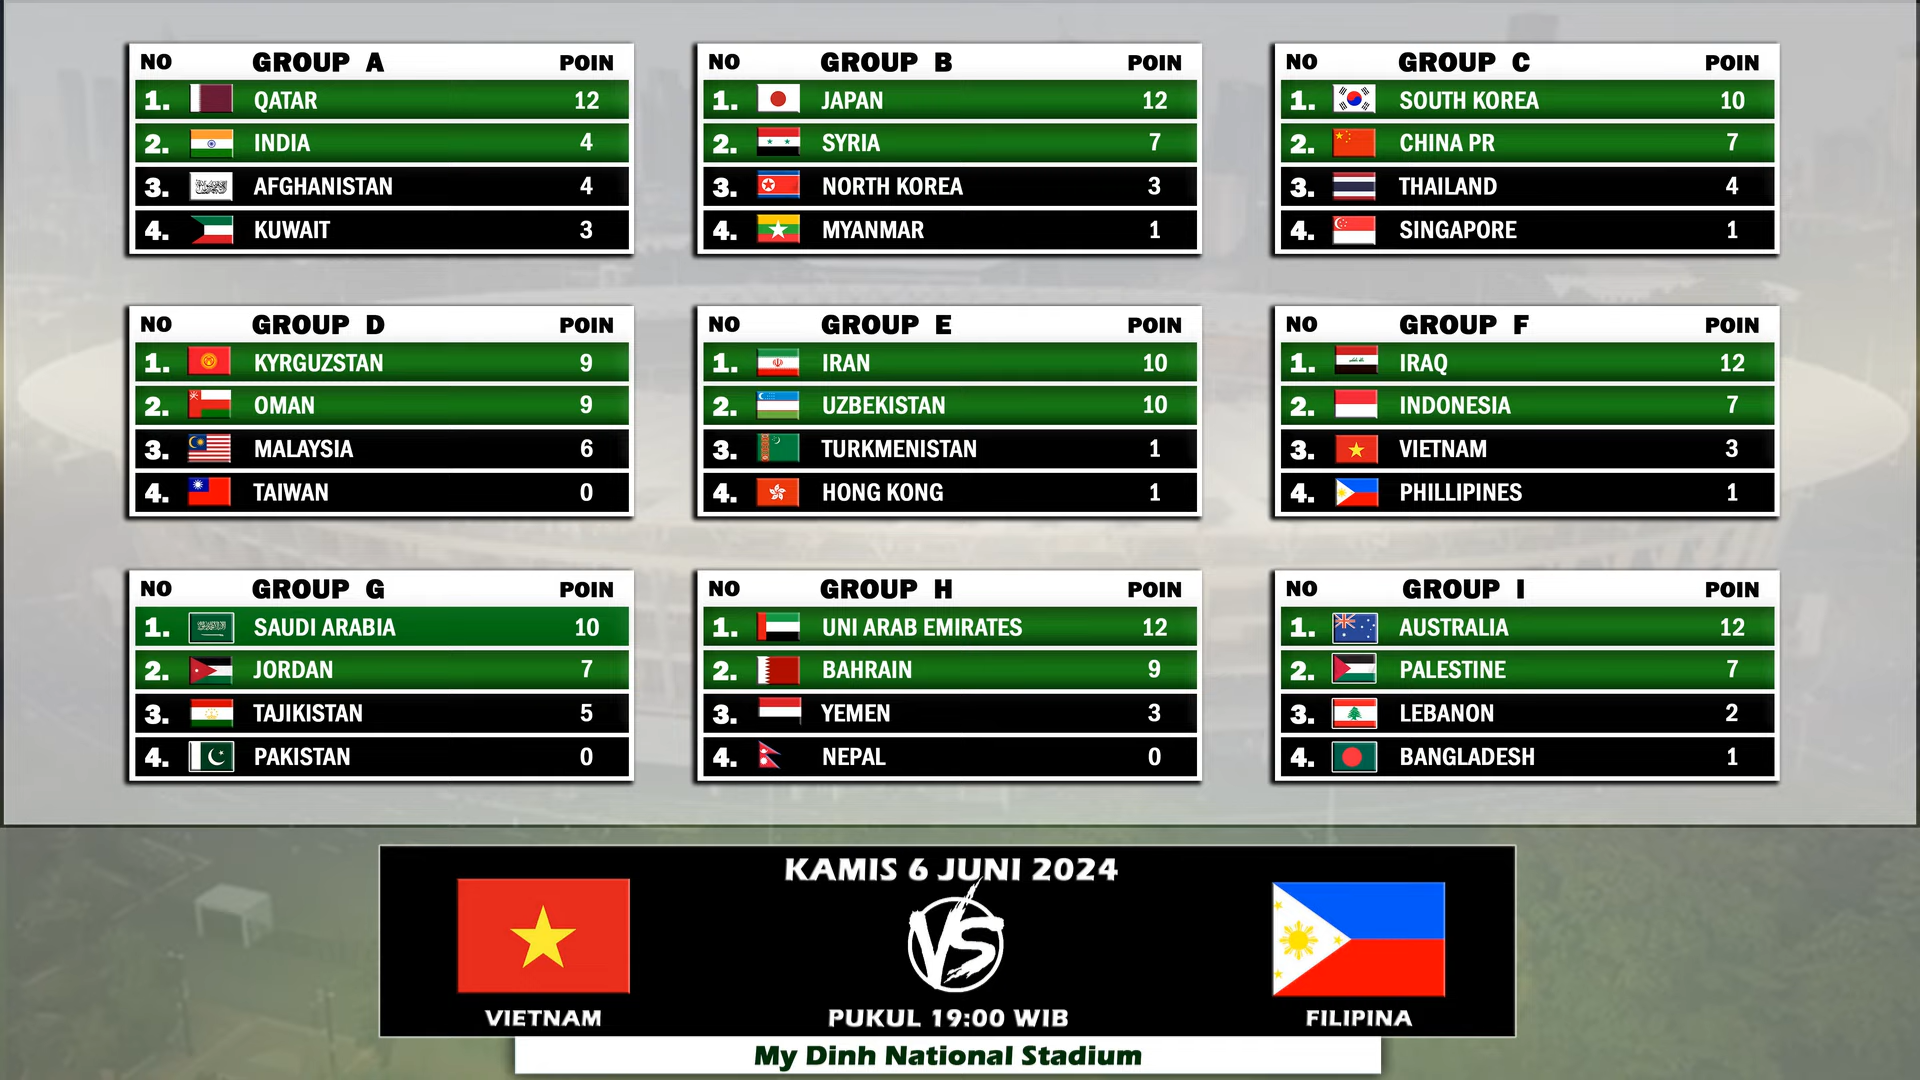 NO GROUP A POIN
1. QATAR 12
2. INDIA 4
3. AFGHANISTAN 4
4. KUWAIT 3
NO GROUP B POIN
1. JAPAN 12
2. SYRIA 7
3. NORTH KOREA 3
4. MYANMAR 1
NO GROUP C POIN
1. SOUTH KOREA 10
2. CHINA PR 7
3. THAILAND 4
4. SINGAPORE 1
NO GROUP D POIN
1. KYRGUZSTAN 9
2. OMAN 9
3. MALAYSIA 6
4. TAIWAN 0
NO GROUP E POIN
1. IRAN 10
2. UZBEKISTAN 10
3. TURKMENISTAN 1
4. HONG KONG 1
NO GROUP F POIN
1. IRAQ 12
2. INDONESIA 7
3. VIETNAM 3
4. PHILLIPINES 1
NO GROUP G POIN
1. SAUDI ARABIA 10
2. JORDAN 7
3. TAJIKISTAN 5
4. PAKISTAN 0
NO GROUP H POIN
1. UNI ARAB EMIRATES 12
2. BAHRAIN 9
3. YEMEN 3
4. NEPAL 0
NO GROUP I POIN
1. AUSTRALIA 12
2. PALESTINE 7
3. LEBANON 2
4. BANGLADESH 1
KAMIS 6 JUNI 2024
VS
VIETNAM PUKUL 19:00 WIB FILIPINA
My Dinh National Stadium